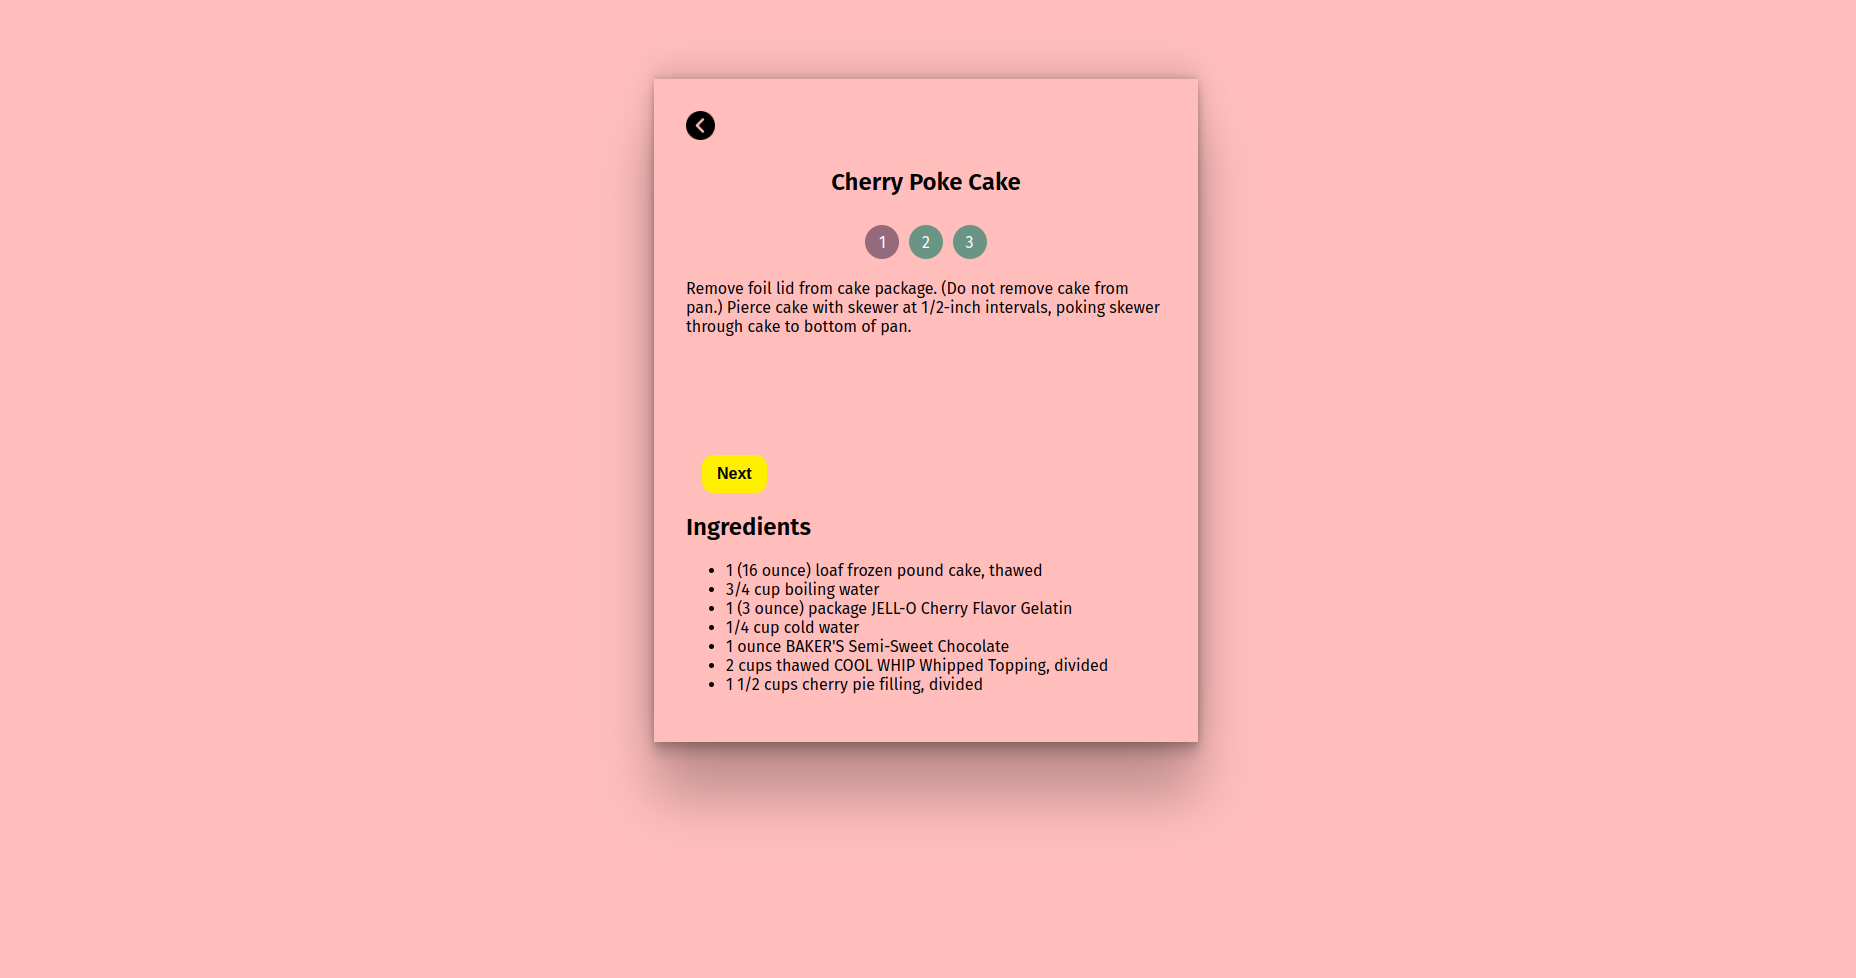 Cherry Poke Cake
1 2 3
Remove foil lid from cake package. (Do not remove cake from
pan.) Pierce cake with skewer at 1/2-inch intervals, poking skewer
through cake to bottom of pan.
Next
Ingredients
• 1 (16 ounce) loaf frozen pound cake, thawed
• 3/4 cup boiling water
• 1 (3 ounce) package JELL-O Cherry Flavor Gelatin
• 1/4 cup cold water
• 1 ounce BAKER'S Semi-Sweet Chocolate
• 2 cups thawed COOL WHIP Whipped Topping, divided
• 1 1/2 cups cherry pie filling, divided